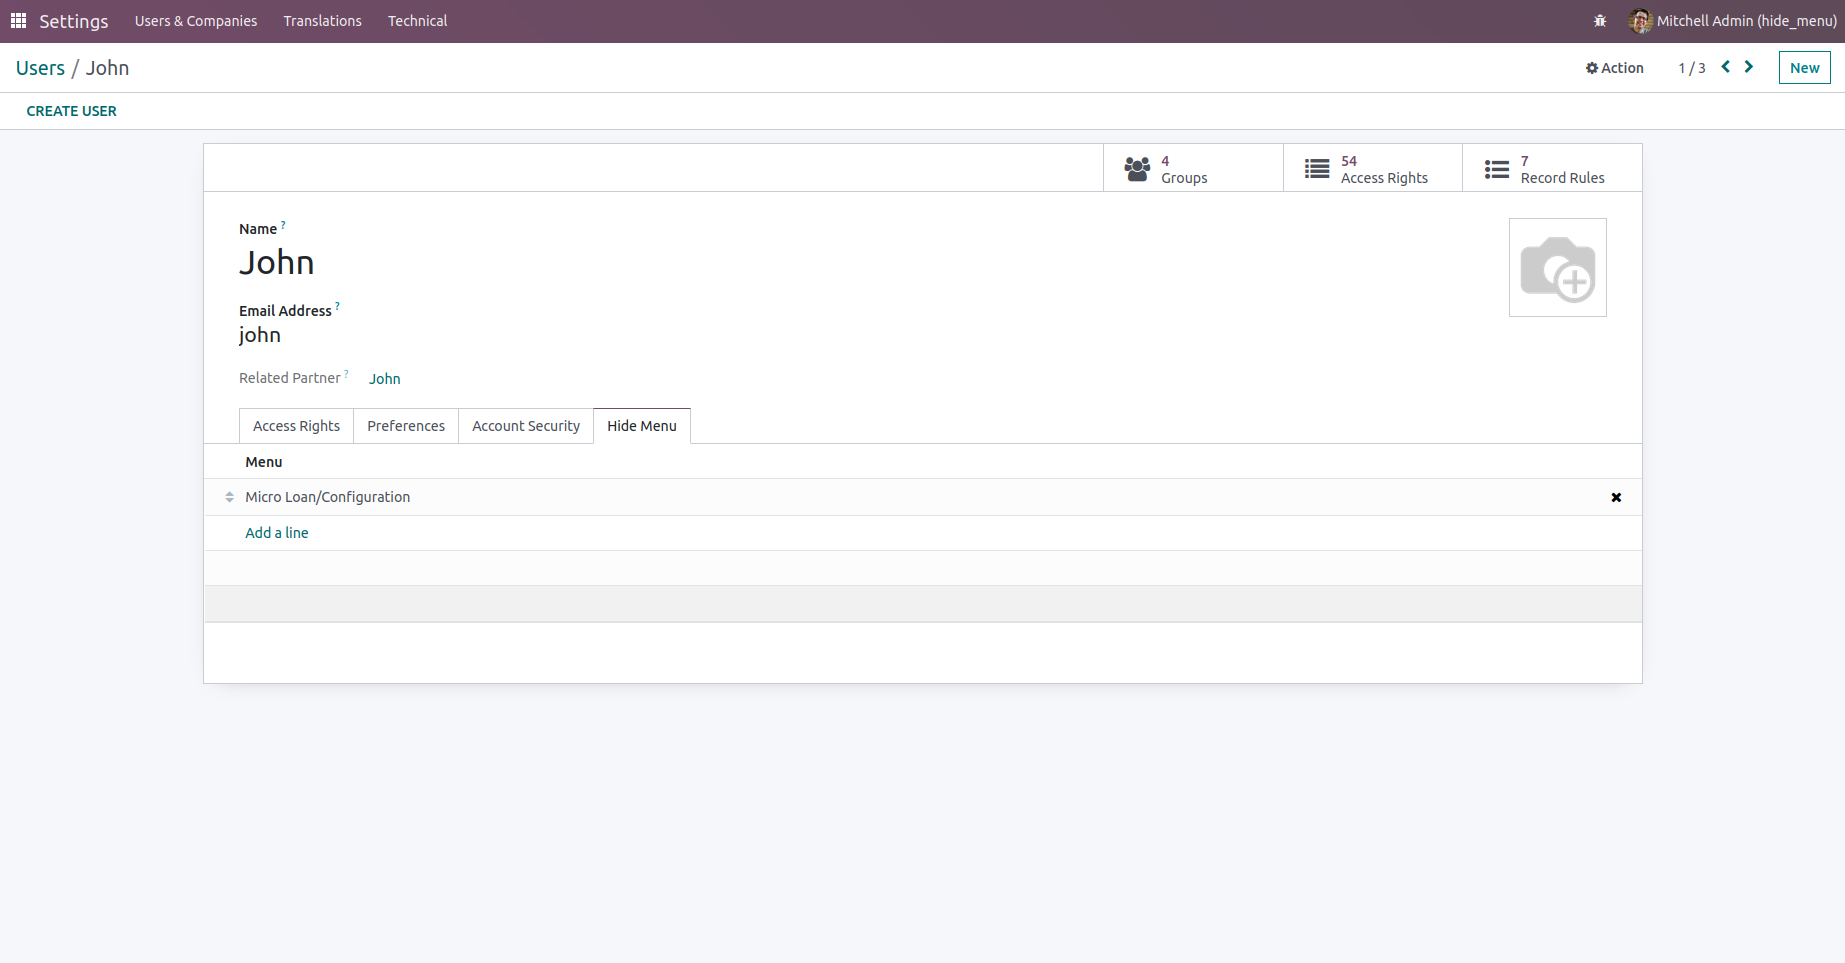 Settings Users & Companies Translations Technical Mitchell Admin (hide_menu)
Users / John Action 1 / 3 New
CREATE USER
4 Groups
54 Access Rights
7 Record Rules
Name ?
John
Email Address ?
john
Related Partner ? John
Access Rights Preferences Account Security Hide Menu
Menu
Micro Loan/Configuration
Add a line